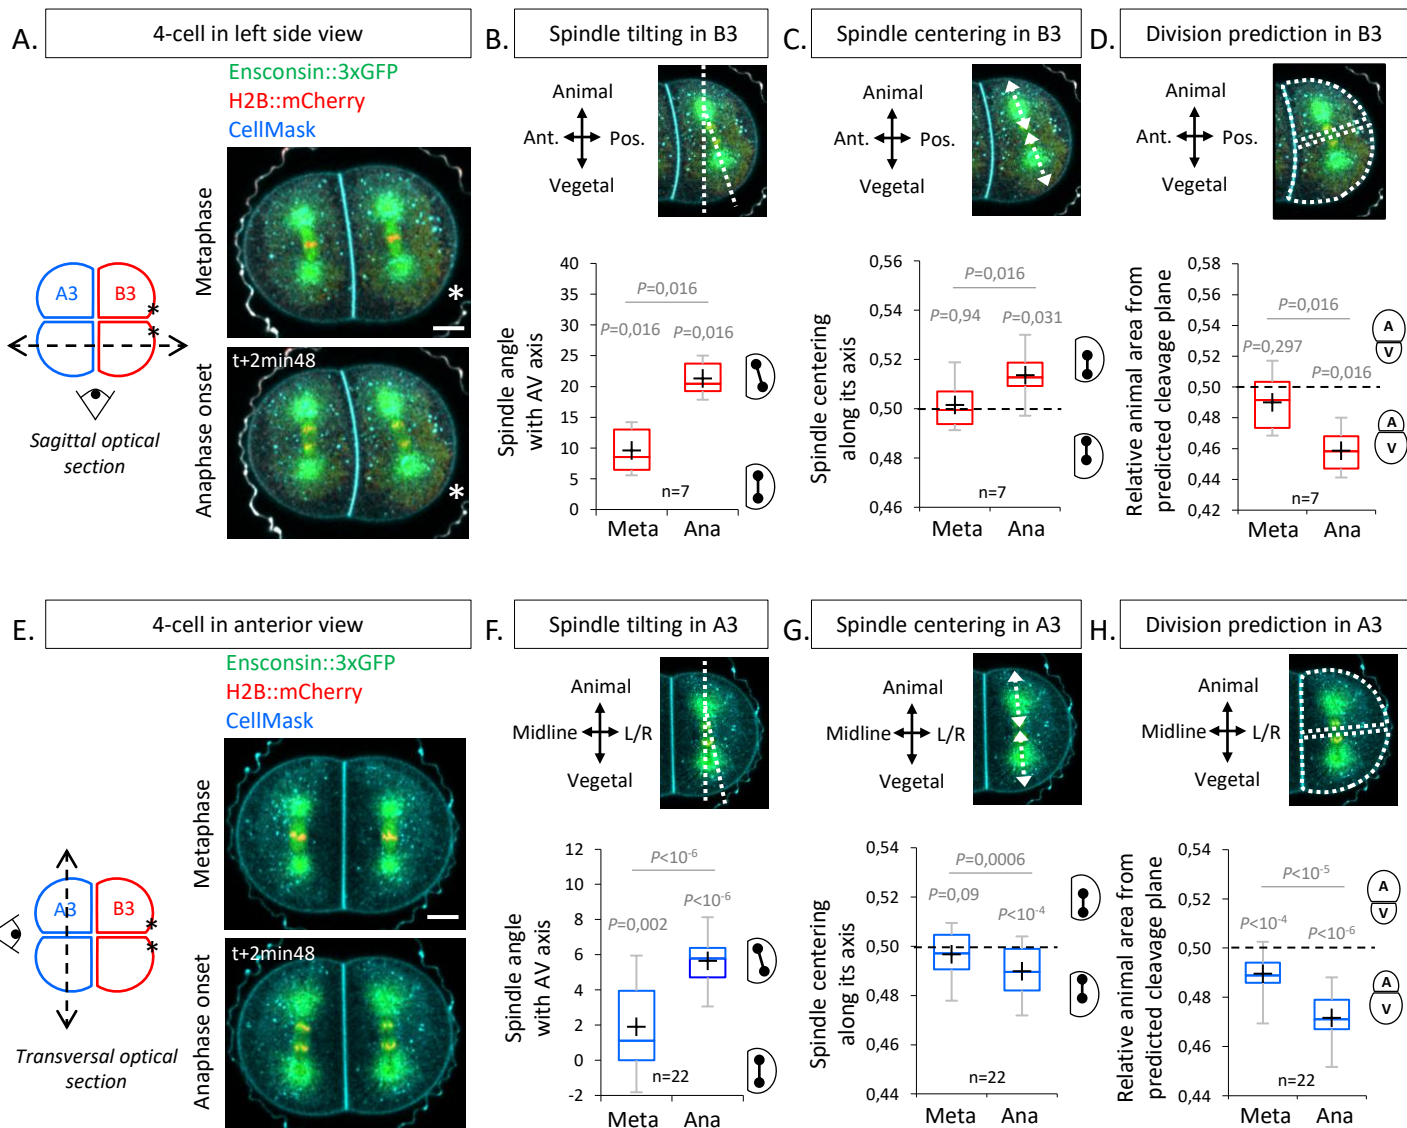 A.
4-cell in left side view
Ensconsin::3xGFP
H2B::mCherry
CellMask
Metaphase
Anaphase onset
t+2min48
*
*
A3
B3
*
*
Sagittal optical
section
B.
Spindle tilting in B3
Animal
Ant.
Pos.
Vegetal
Spindle angle
with AV axis
40
35
30
25
20
15
10
5
0
P=0,016
P=0,016
P=0,016
n=7
Meta
Ana
C.
Spindle centering in B3
Animal
Ant.
Pos.
Vegetal
Spindle centering
along its axis
0,56
0,54
0,52
0,50
0,48
0,46
P=0,016
P=0,94
P=0,031
n=7
Meta
Ana
D.
Division prediction in B3
Animal
Ant.
Pos.
Vegetal
Relative animal area from
predicted cleavage plane
0,58
0,56
0,54
0,52
0,50
0,48
0,46
0,44
0,42
P=0,016
P=0,297
P=0,016
n=7
Meta
Ana
A
V
A
V
E.
4-cell in anterior view
Ensconsin::3xGFP
H2B::mCherry
CellMask
Metaphase
Anaphase onset
t+2min48
A3
B3
*
*
Transversal optical
section
F.
Spindle tilting in A3
Animal
Midline
L/R
Vegetal
Spindle angle
with AV axis
12
10
8
6
4
2
0
-2
P<10⁻⁶
P=0,002
P<10⁻⁶
n=22
Meta
Ana
G.
Spindle centering in A3
Animal
Midline
L/R
Vegetal
Spindle centering
along its axis
0,54
0,52
0,50
0,48
0,46
0,44
P=0,0006
P=0,09
P<10⁻⁴
n=22
Meta
Ana
H.
Division prediction in A3
Animal
Midline
L/R
Vegetal
Relative animal area from
predicted cleavage plane
0,54
0,52
0,50
0,48
0,46
0,44
P<10⁻⁵
P<10⁻⁴
P<10⁻⁶
n=22
Meta
Ana
A
V
A
V